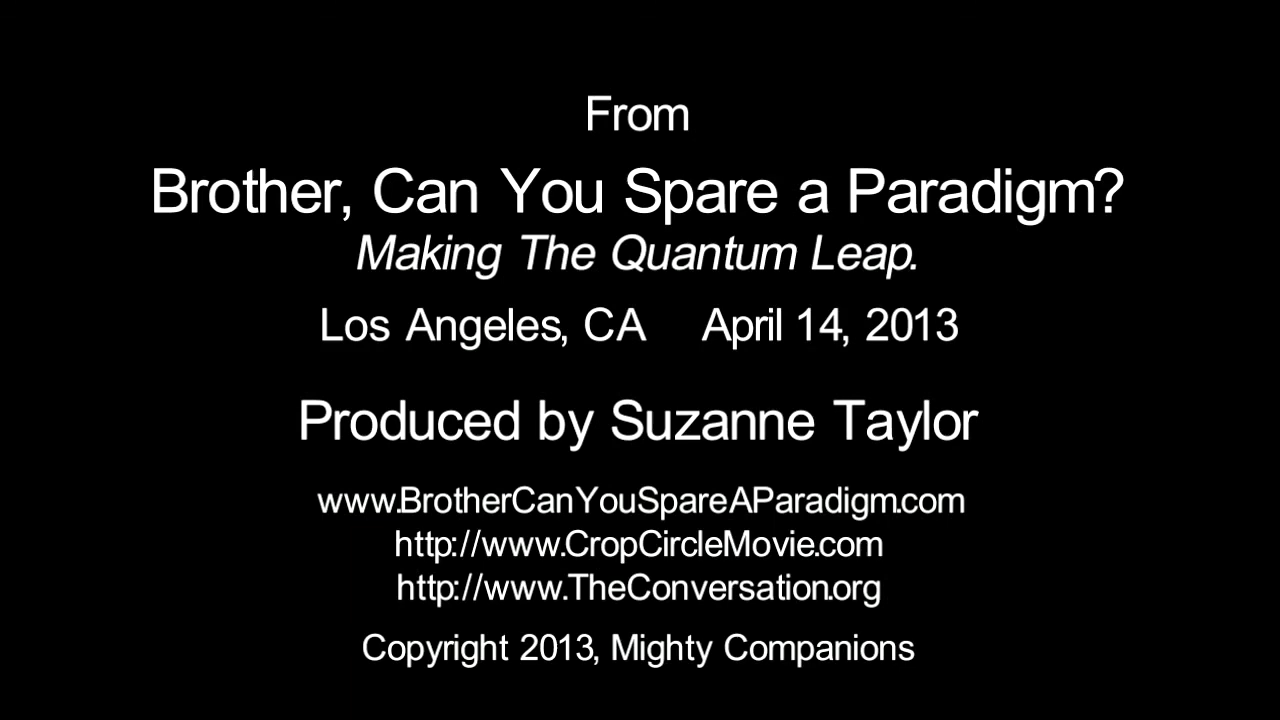 From
Brother, Can You Spare a Paradigm?
Making The Quantum Leap.
Los Angeles, CA April 14, 2013
Produced by Suzanne Taylor
www.BrotherCanYouSpareAParadigm.com
http://www.CropCircleMovie.com
http://www.TheConversation.org
Copyright 2013, Mighty Companions